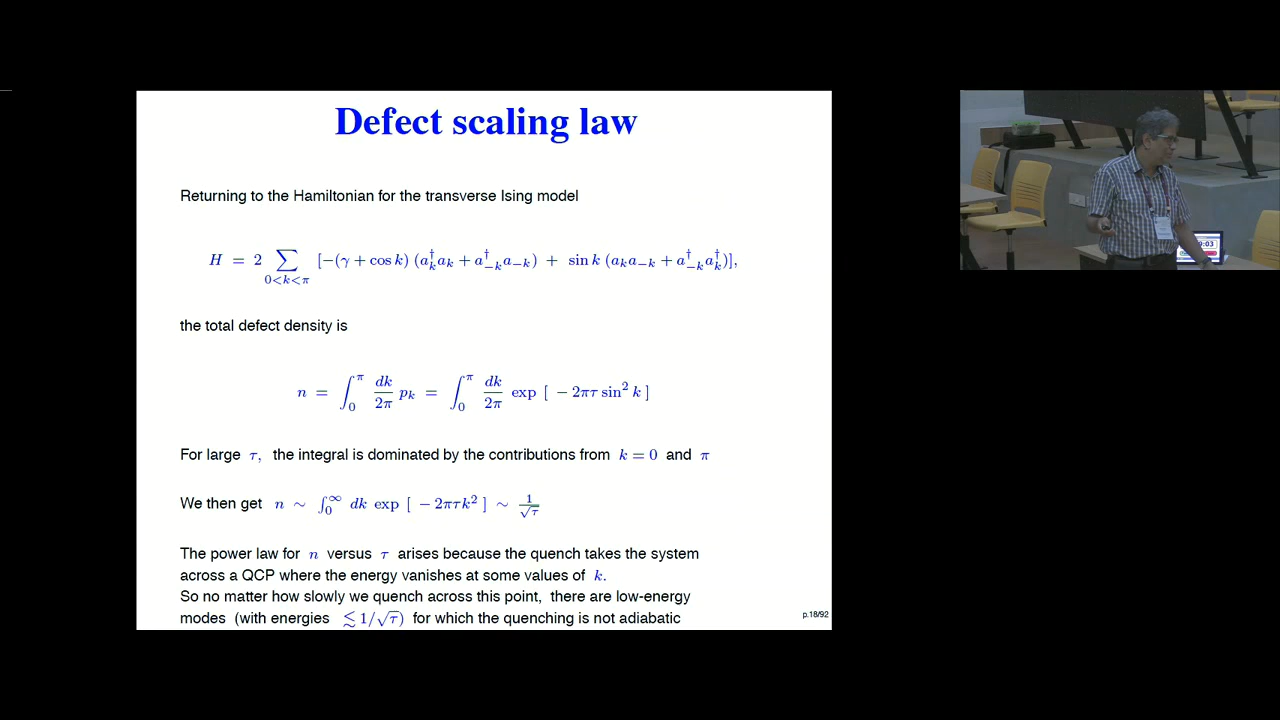 Defect scaling law
Returning to the Hamiltonian for the transverse Ising model
H = 2 ∑_{0<k<π} [−(γ + cos k) (a†_k a_k + a†_{−k} a_{−k}) + sin k (a_k a_{−k} + a†_{−k} a†_k)],
the total defect density is
n = ∫_0^π dk/2π p_k = ∫_0^π dk/2π exp [ − 2πτ sin² k ]
For large τ, the integral is dominated by the contributions from k = 0 and π
We then get n ∼ ∫_0^∞ dk exp [ − 2πτk² ] ∼ 1/√τ
The power law for n versus τ arises because the quench takes the system
across a QCP where the energy vanishes at some values of k.
So no matter how slowly we quench across this point, there are low-energy
modes (with energies ≲ 1/√τ) for which the quenching is not adiabatic
p.18/92